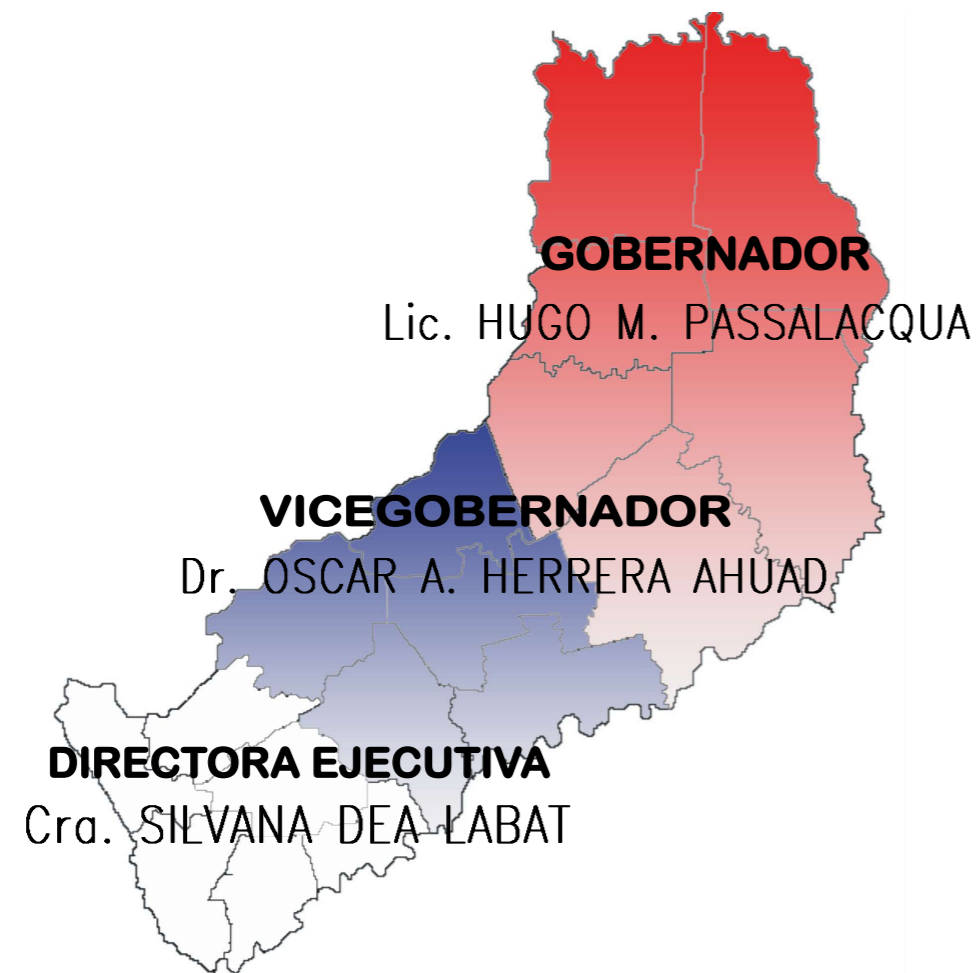 GOBERNADOR
Lic. HUGO M. PASSALACQUA
VICEGOBERNADOR
Dr. OSCAR A. HERRERA AHUAD
DIRECTORA EJECUTIVA
Cra. SILVANA DEA LABAT